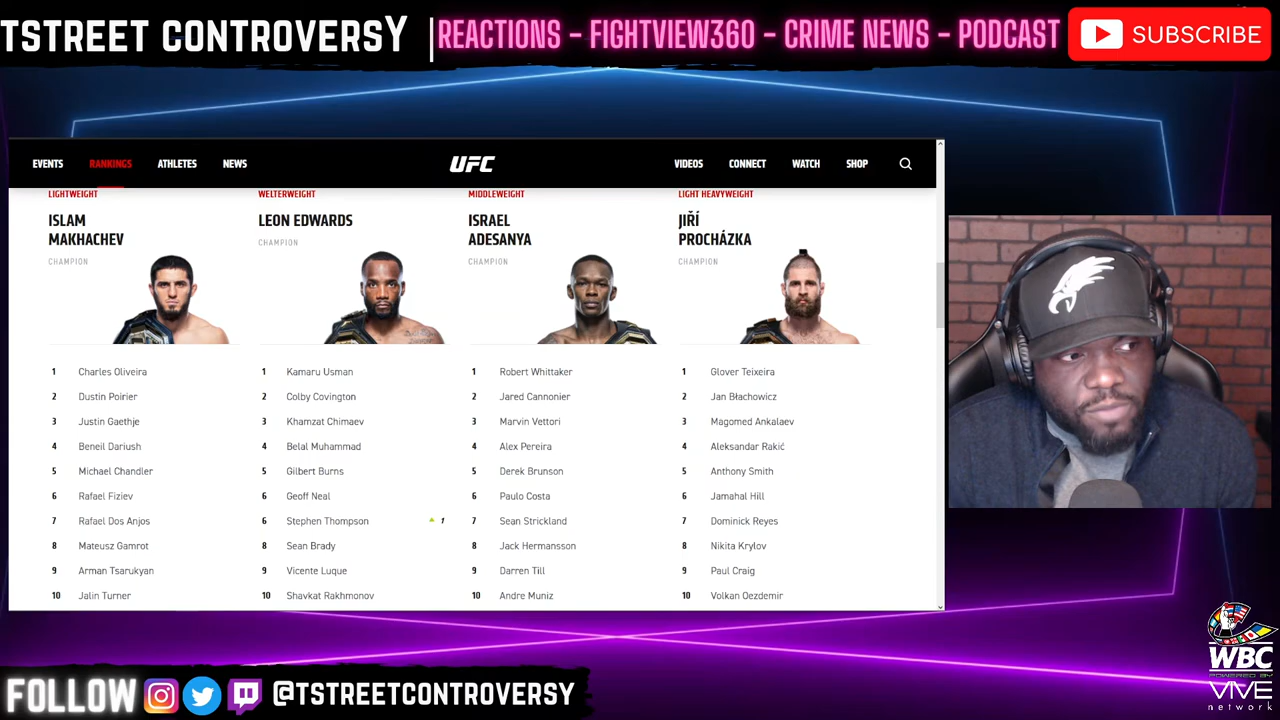 TSTREET CONTROVERSY
REACTIONS - FIGHTVIEW360 - CRIME NEWS - PODCAST
SUBSCRIBE
EVENTS RANKINGS ATHLETES NEWS UFC VIDEOS CONNECT WATCH SHOP
LIGHTWEIGHT
ISLAM
MAKHACHEV
CHAMPION
1 Charles Oliveira
2 Dustin Poirier
3 Justin Gaethje
4 Beneil Dariush
5 Michael Chandler
6 Rafael Fiziev
7 Rafael Dos Anjos
8 Mateusz Gamrot
9 Arman Tsarukyan
10 Jalin Turner
WELTERWEIGHT
LEON EDWARDS
CHAMPION
1 Kamaru Usman
2 Colby Covington
3 Khamzat Chimaev
4 Belal Muhammad
5 Gilbert Burns
6 Geoff Neal
6 Stephen Thompson 1
8 Sean Brady
9 Vicente Luque
10 Shavkat Rakhmonov
MIDDLEWEIGHT
ISRAEL
ADESANYA
CHAMPION
1 Robert Whittaker
2 Jared Cannonier
3 Marvin Vettori
4 Alex Pereira
5 Derek Brunson
6 Paulo Costa
7 Sean Strickland
8 Jack Hermansson
9 Darren Till
10 Andre Muniz
LIGHT HEAVYWEIGHT
JIŘÍ
PROCHÁZKA
CHAMPION
1 Glover Teixeira
2 Jan Błachowicz
3 Magomed Ankalaev
4 Aleksandar Rakić
5 Anthony Smith
6 Jamahal Hill
7 Dominick Reyes
8 Nikita Krylov
9 Paul Craig
10 Volkan Oezdemir
FOLLOW @TSTREETCONTROVERSY
WBC
POWERED BY
VIVE
network